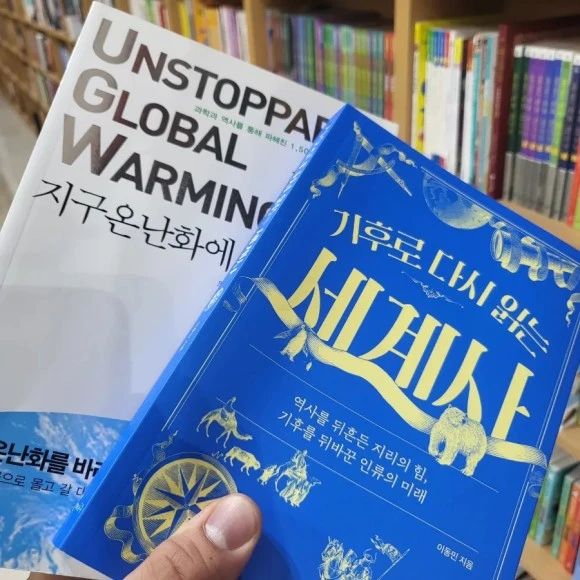 UNSTOPPAB
GLOBAL
WARMING
과학과 역사를 통해 파헤친 1,50
지구온난화에
온난화를 바
으로 몰고 갈
기후로 다시 읽는
세계사
역사를 뒤흔든 지리의 힘,
기후를 뒤바꾼 인류의 미래
이동민 지음